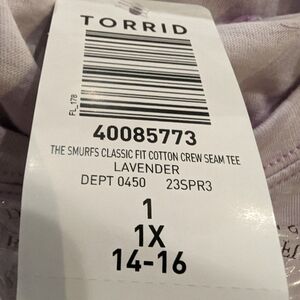 TORRID
FL_178
40085773
THE SMURFS CLASSIC FIT COTTON CREW SEAM TEE
LAVENDER
DEPT 0450 23SPR3
1
1X
14-16